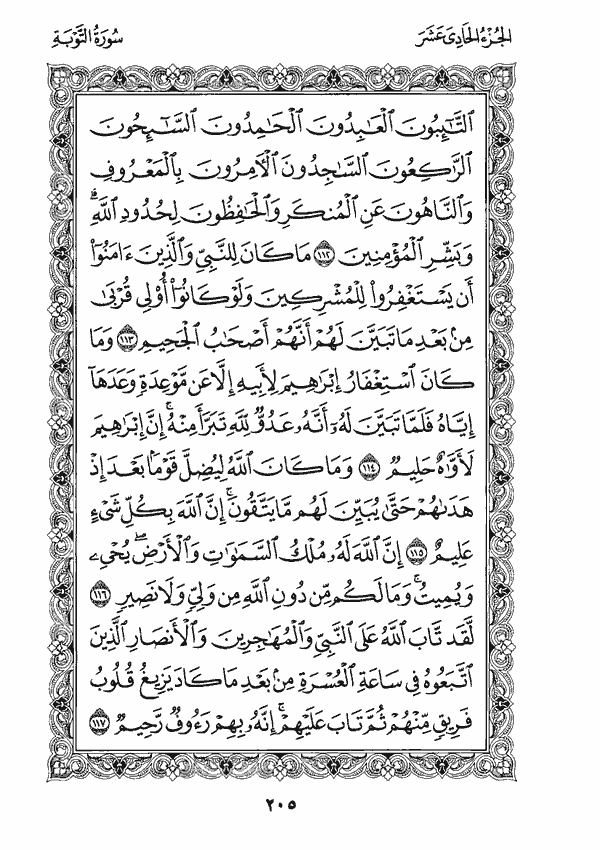 الجُزْءُ الحَادِى عَشَرَ
سُورَةُ التَّوْبَةِ
ٱلتَّـٰٓئِبُونَ ٱلْعَـٰبِدُونَ ٱلْحَـٰمِدُونَ ٱلسَّـٰٓئِحُونَ
ٱلرَّٰكِعُونَ ٱلسَّـٰجِدُونَ ٱلْءَامِرُونَ بِٱلْمَعْرُوفِ
وَٱلنَّاهُونَ عَنِ ٱلْمُنكَرِ وَٱلْحَـٰفِظُونَ لِحُدُودِ ٱللَّهِ ۗ
وَبَشِّرِ ٱلْمُؤْمِنِينَ ١١٢ مَا كَانَ لِلنَّبِىِّ وَٱلَّذِينَ ءَامَنُوٓا۟
أَن يَسْتَغْفِرُوا۟ لِلْمُشْرِكِينَ وَلَوْ كَانُوٓا۟ أُو۟لِى قُرْبَىٰ
مِنۢ بَعْدِ مَا تَبَيَّنَ لَهُمْ أَنَّهُمْ أَصْحَـٰبُ ٱلْجَحِيمِ ١١٣ وَمَا
كَانَ ٱسْتِغْفَارُ إِبْرَٰهِيمَ لِأَبِيهِ إِلَّا عَن مَّوْعِدَةٍ وَعَدَهَآ
إِيَّاهُ فَلَمَّا تَبَيَّنَ لَهُۥٓ أَنَّهُۥ عَدُوٌّ لِّلَّهِ تَبَرَّأَ مِنْهُ ۚ إِنَّ إِبْرَٰهِيمَ
لَأَوَّٰهٌ حَلِيمٌ ١١٤ وَمَا كَانَ ٱللَّهُ لِيُضِلَّ قَوْمًۢا بَعْدَ إِذْ
هَدَىٰهُمْ حَتَّىٰ يُبَيِّنَ لَهُم مَّا يَتَّقُونَ ۚ إِنَّ ٱللَّهَ بِكُلِّ شَىْءٍ
عَلِيمٌ ١١٥ إِنَّ ٱللَّهَ لَهُۥ مُلْكُ ٱلسَّمَـٰوَٰتِ وَٱلْأَرْضِ ۖ يُحْىِۦ
وَيُمِيتُ ۚ وَمَا لَكُم مِّن دُونِ ٱللَّهِ مِن وَلِىٍّ وَلَا نَصِيرٍ ١١٦
لَّقَد تَّابَ ٱللَّهُ عَلَى ٱلنَّبِىِّ وَٱلْمُهَـٰجِرِينَ وَٱلْأَنصَارِ ٱلَّذِينَ
ٱتَّبَعُوهُ فِى سَاعَةِ ٱلْعُسْرَةِ مِنۢ بَعْدِ مَا كَادَ يَزِيغُ قُلُوبُ
فَرِيقٍ مِّنْهُمْ ثُمَّ تَابَ عَلَيْهِمْ ۚ إِنَّهُۥ بِهِمْ رَءُوفٌ رَّحِيمٌ ١١٧
٢٠٥